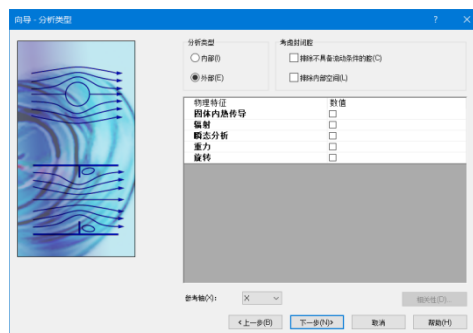 向导 - 分析类型
? ×
分析类型
考虑封闭腔
内部(I)
排除不具备流动条件的腔(C)
外部(E)
排除内部空间(L)
物理特征 数值
固体内热传导
辐射
瞬态分析
重力
旋转
参考轴(X): X
相关性(D)...
<上一步(B) 下一步(N)> 取消 帮助(H)